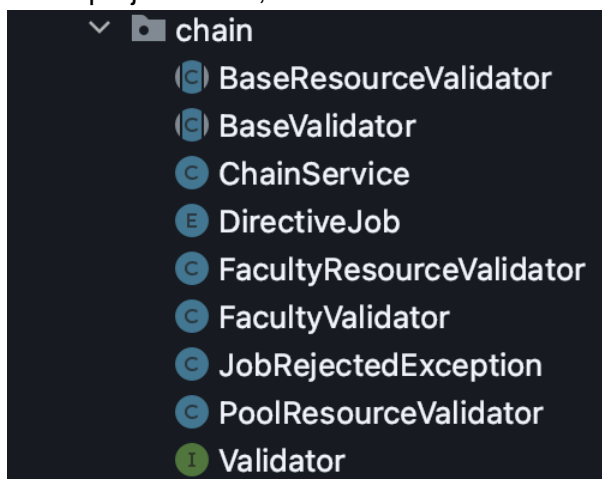 chain
C BaseResourceValidator
C BaseValidator
C ChainService
E DirectiveJob
C FacultyResourceValidator
C FacultyValidator
C JobRejectedException
C PoolResourceValidator
I Validator